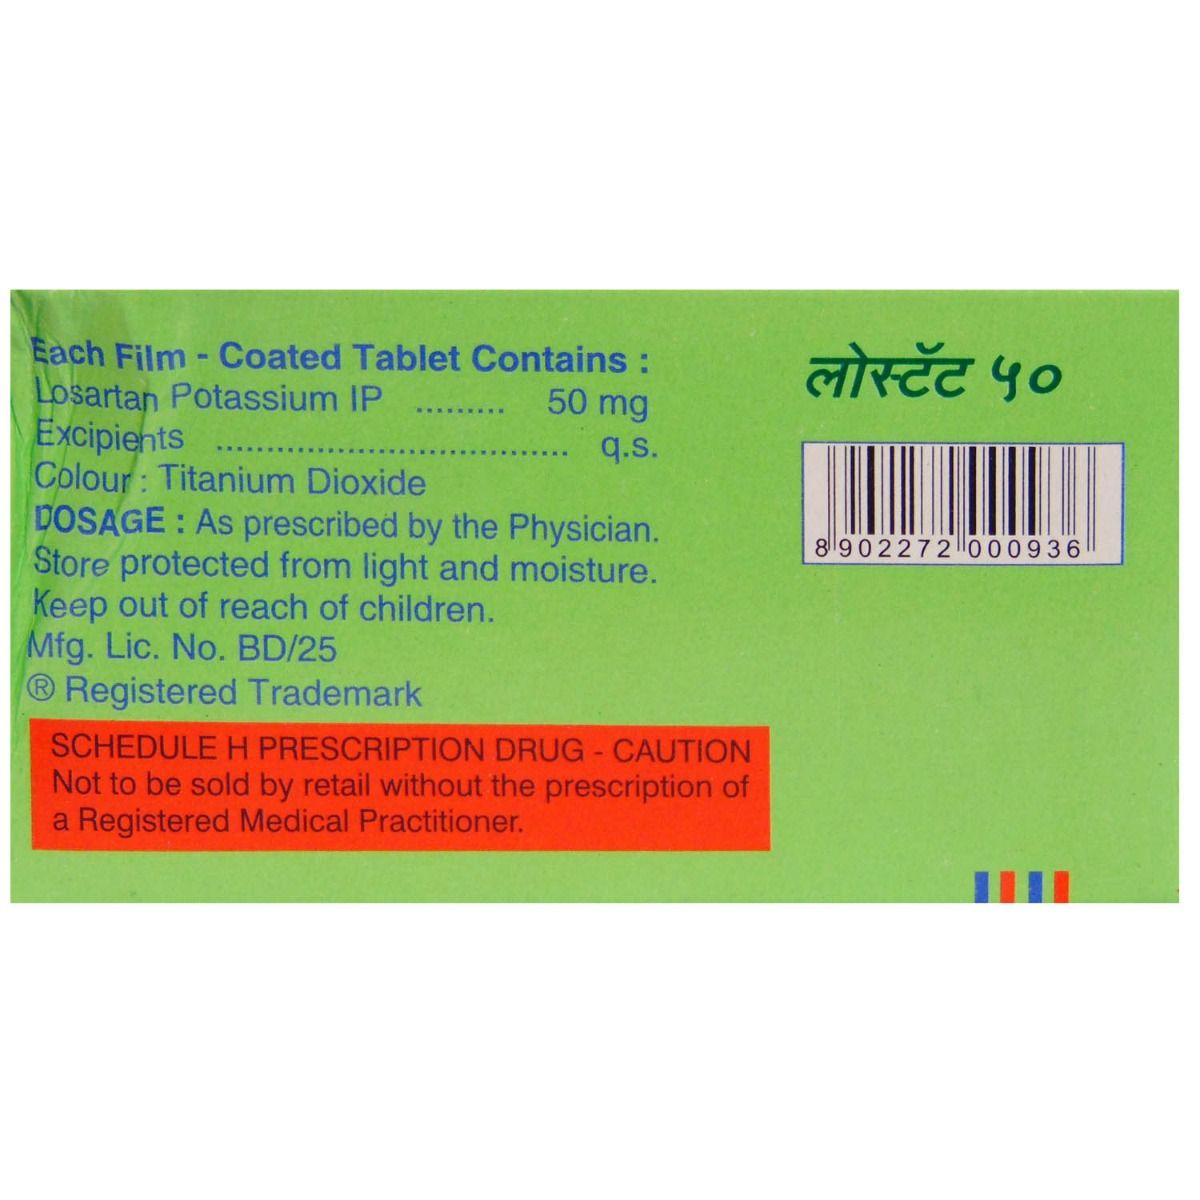 Each Film - Coated Tablet Contains :
Losartan Potassium IP ......... 50 mg
Excipients ................................... q.s.
Colour : Titanium Dioxide
DOSAGE : As prescribed by the Physician.
Store protected from light and moisture.
Keep out of reach of children.
Mfg. Lic. No. BD/25
® Registered Trademark
SCHEDULE H PRESCRIPTION DRUG - CAUTION
Not to be sold by retail without the prescription of
a Registered Medical Practitioner.
लोस्टॅट ५०
8 902272 000936